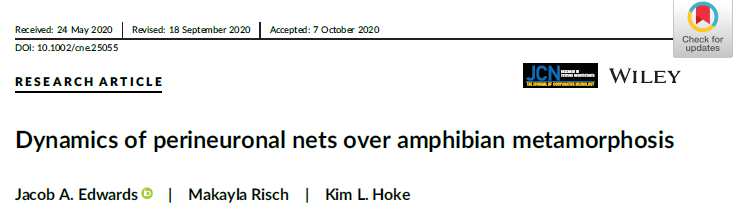 Received: 24 May 2020 | Revised: 18 September 2020 | Accepted: 7 October 2020
DOI: 10.1002/cne.25055
Check for
updates
RESEARCH ARTICLE
JCN RESEARCH IN SYSTEMS NEUROSCIENCE
THE JOURNAL OF COMPARATIVE NEUROLOGY
WILEY
Dynamics of perineuronal nets over amphibian metamorphosis
Jacob A. Edwards iD | Makayla Risch | Kim L. Hoke